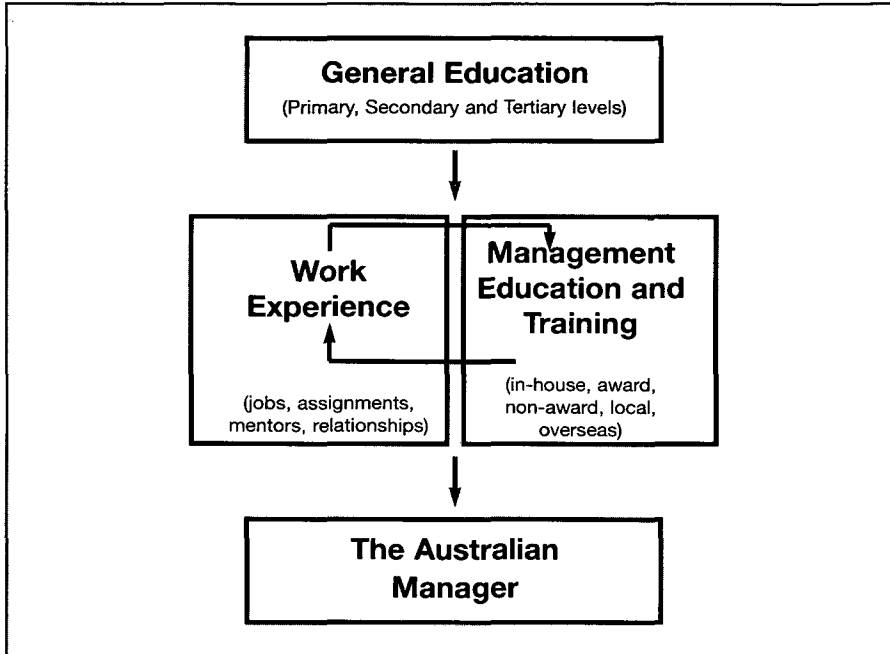 General Education
(Primary, Secondary and Tertiary levels)
Work
Experience
(jobs, assignments,
mentors, relationships)
Management
Education and
Training
(in-house, award,
non-award, local,
overseas)
The Australian
Manager